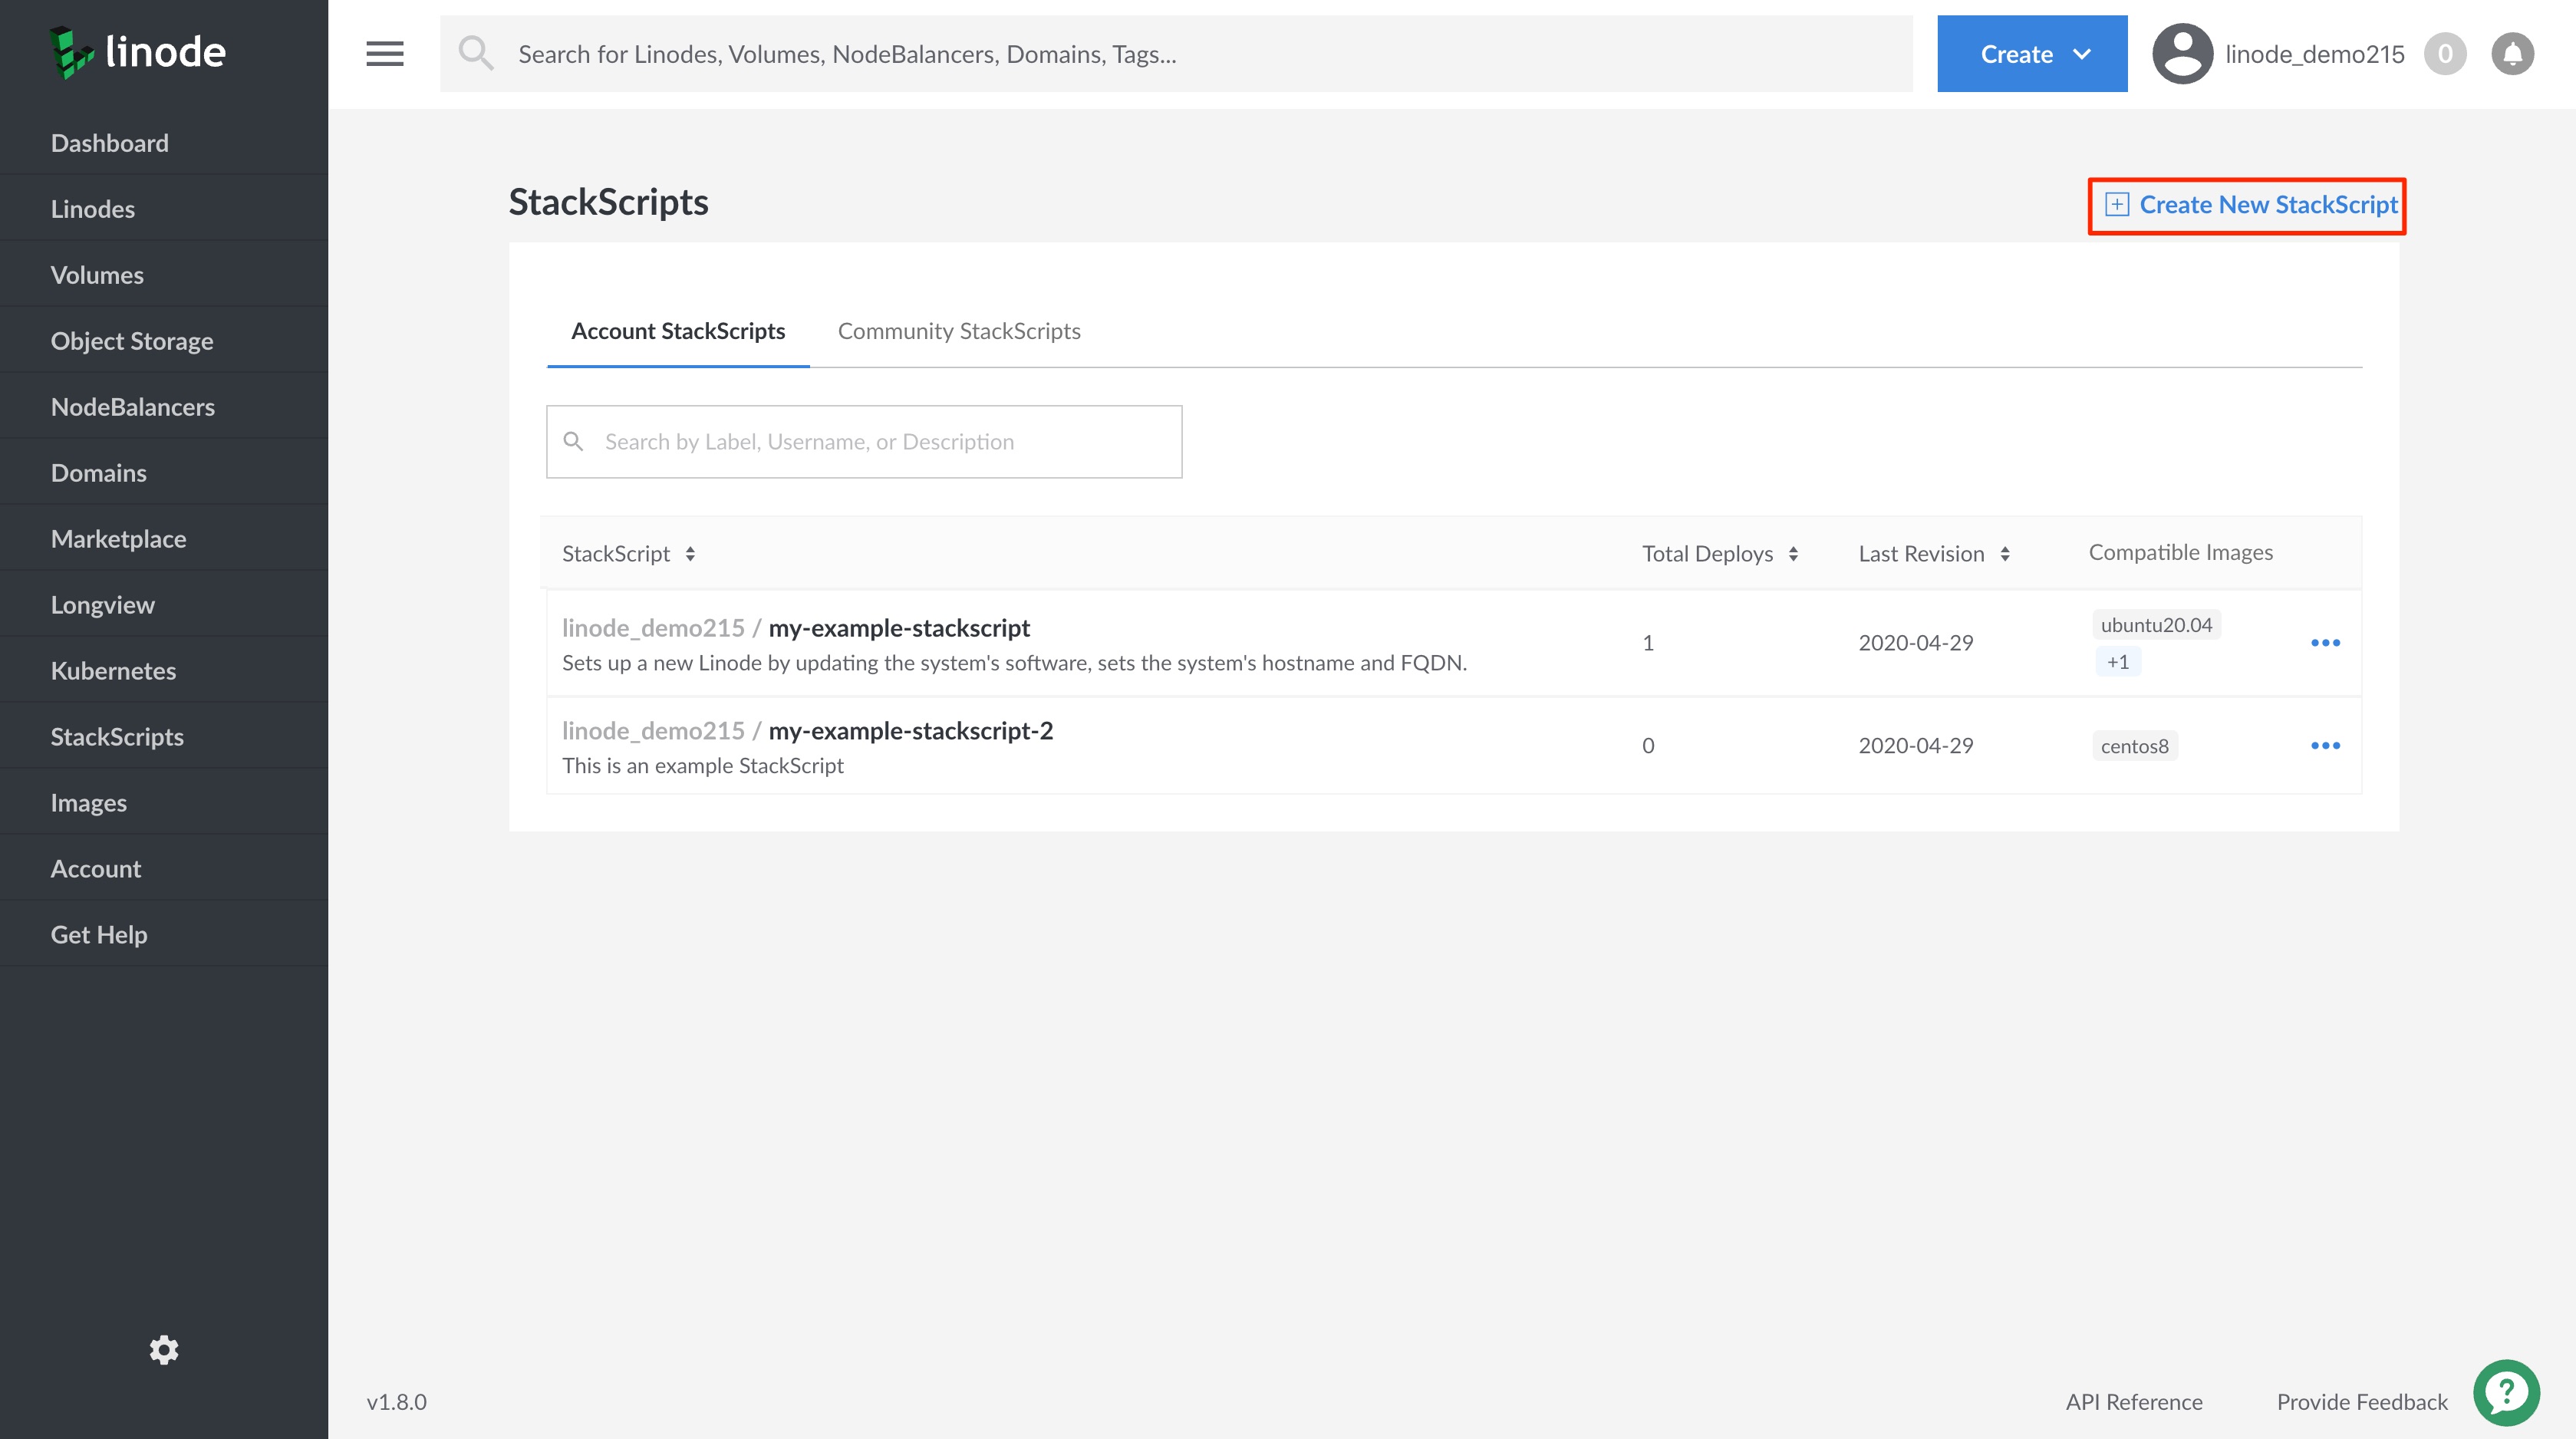 linode
Search for Linodes, Volumes, NodeBalancers, Domains, Tags...
Create
linode_demo215
0
Dashboard
Linodes
Volumes
Object Storage
NodeBalancers
Domains
Marketplace
Longview
Kubernetes
StackScripts
Images
Account
Get Help
StackScripts
Create New StackScript
Account StackScripts
Community StackScripts
Search by Label, Username, or Description
StackScript
Total Deploys
Last Revision
Compatible Images
linode_demo215 / my-example-stackscript
Sets up a new Linode by updating the system's software, sets the system's hostname and FQDN.
1
2020-04-29
ubuntu20.04
+1
linode_demo215 / my-example-stackscript-2
This is an example StackScript
0
2020-04-29
centos8
v1.8.0
API Reference
Provide Feedback
?